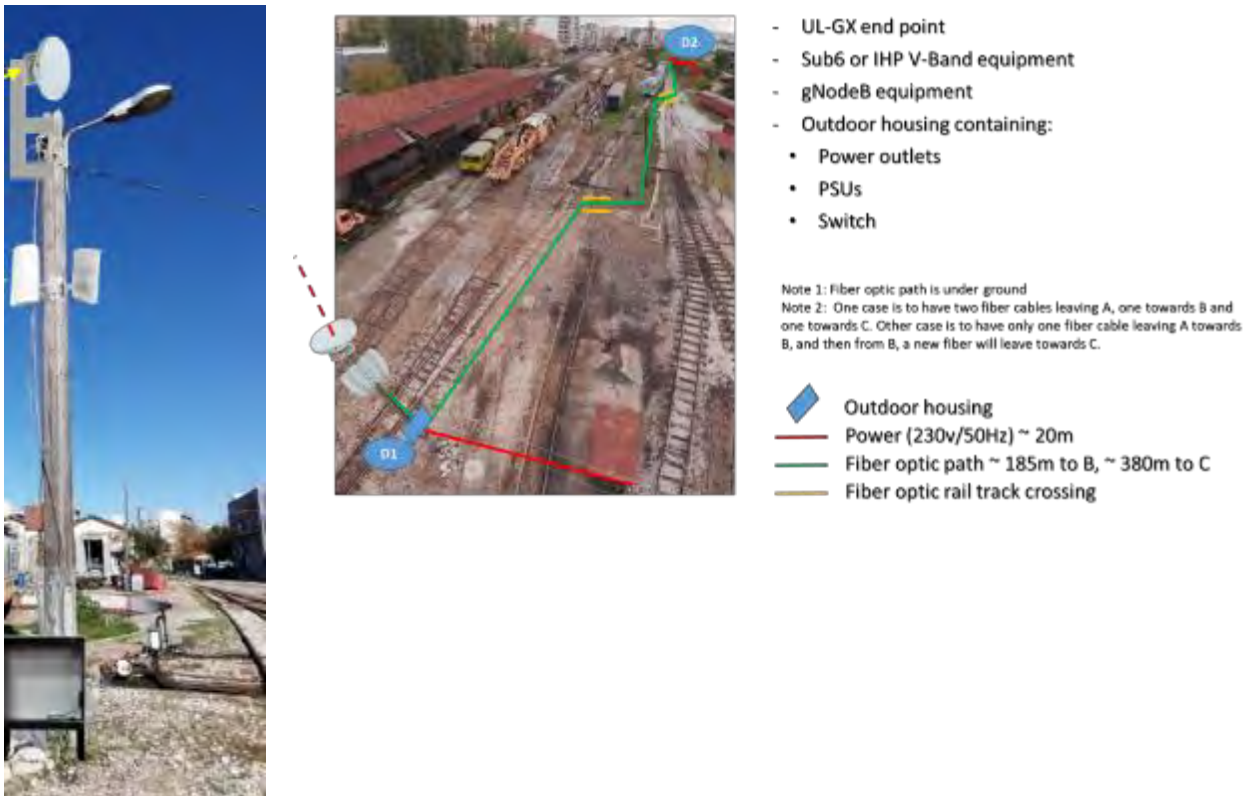 D2
D1
- UL-GX end point
- Sub6 or IHP V-Band equipment
- gNodeB equipment
- Outdoor housing containing:
• Power outlets
• PSUs
• Switch
Note 1: Fiber optic path is under ground
Note 2: One case is to have two fiber cables leaving A, one towards B and
one towards C. Other case is to have only one fiber cable leaving A towards
B, and then from B, a new fiber will leave towards C.
Outdoor housing
Power (230v/50Hz) ~ 20m
Fiber optic path ~ 185m to B, ~ 380m to C
Fiber optic rail track crossing